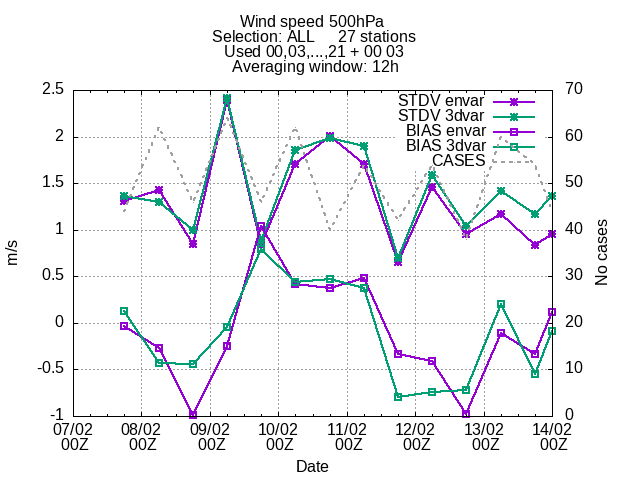 Wind speed 500hPa
Selection: ALL 27 stations
Used 00,03,...,21 + 00 03
Averaging window: 12h
STDV envar
STDV 3dvar
BIAS envar
BIAS 3dvar
CASES
2.5
2
1.5
1
0.5
0
-0.5
-1
m/s
70
60
50
40
30
20
10
0
No cases
07/02 08/02 09/02 10/02 11/02 12/02 13/02 14/02
00Z 00Z 00Z 00Z 00Z 00Z 00Z 00Z
Date